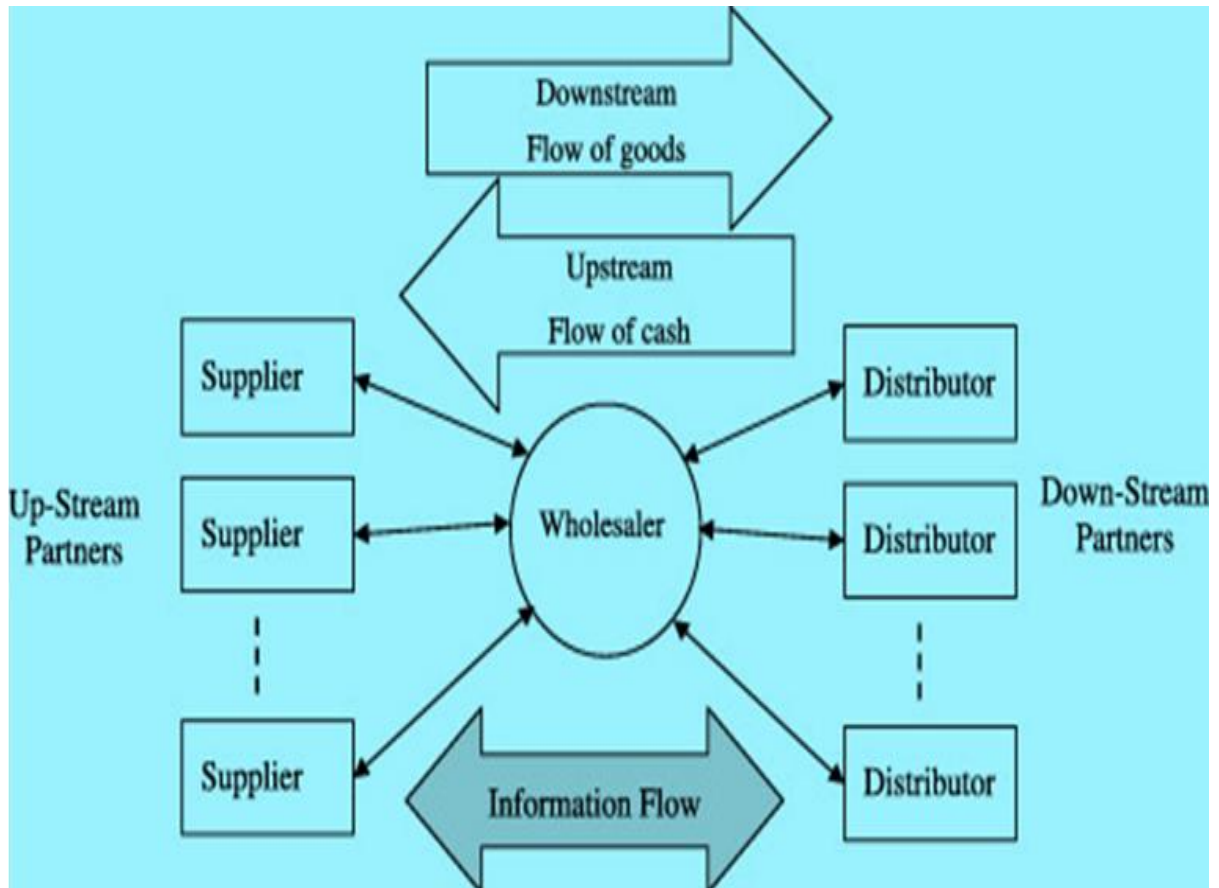 Downstream
Flow of goods
Upstream
Flow of cash
Supplier
Distributor
Up-Stream
Partners
Supplier
Wholesaler
Distributor
Down-Stream
Partners
Supplier
Information Flow
Distributor